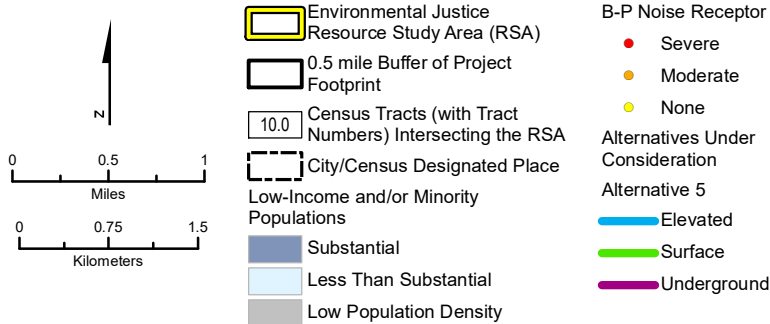 N
0 0.5 1
Miles
0 0.75 1.5
Kilometers
Environmental Justice
Resource Study Area (RSA)
0.5 mile Buffer of Project
Footprint
10.0
Census Tracts (with Tract
Numbers) Intersecting the RSA
City/Census Designated Place
Low-Income and/or Minority
Populations
Substantial
Less Than Substantial
Low Population Density
B-P Noise Receptor
Severe
Moderate
None
Alternatives Under
Consideration
Alternative 5
Elevated
Surface
Underground